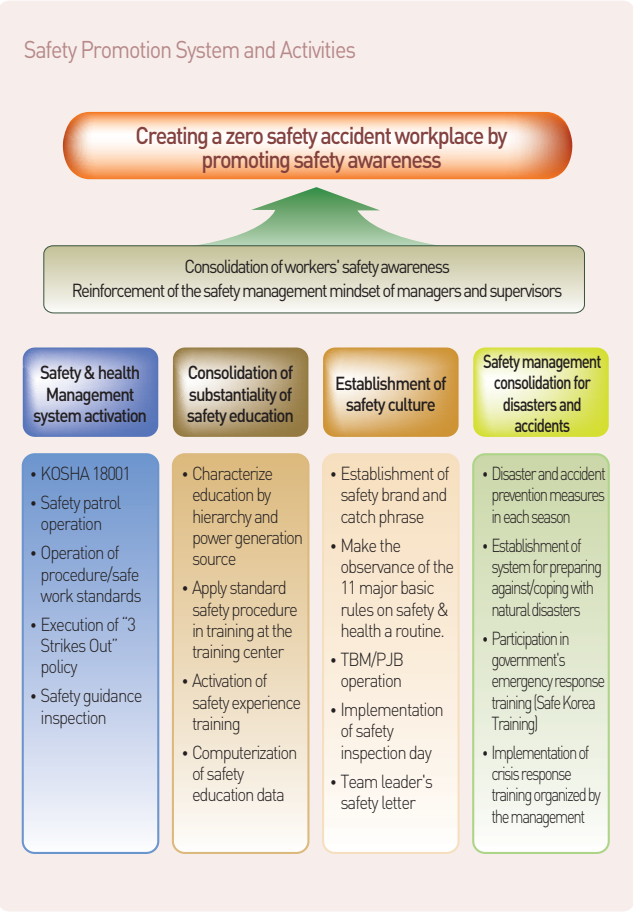 Safety Promotion System and Activities
Creating a zero safety accident workplace by
promoting safety awareness
Consolidation of workers' safety awareness
Reinforcement of the safety management mindset of managers and supervisors
Safety & health
Management
system activation
• KOSHA 18001
• Safety patrol
operation
• Operation of
procedure/safe
work standards
• Execution of "3
Strikes Out"
policy
• Safety guidance
inspection
Consolidation of
substantiality of
safety education
• Characterize
education by
hierarchy and
power generation
source
• Apply standard
safety procedure
in training at the
training center
• Activation of
safety experience
training
• Computerization
of safety
education data
Establishment of
safety culture
• Establishment of
safety brand and
catch phrase
• Make the
observance of the
11 major basic
rules on safety &
health a routine.
• TBM/PJB
operation
• Implementation
of safety
inspection day
• Team leader's
safety letter
Safety management
consolidation for
disasters and
accidents
• Disaster and accident
prevention measures
in each season
• Establishment of
system for preparing
against/coping with
natural disasters
• Participation in
government's
emergency response
training (Safe Korea
Training)
• Implementation of
crisis response
training organized by
the management